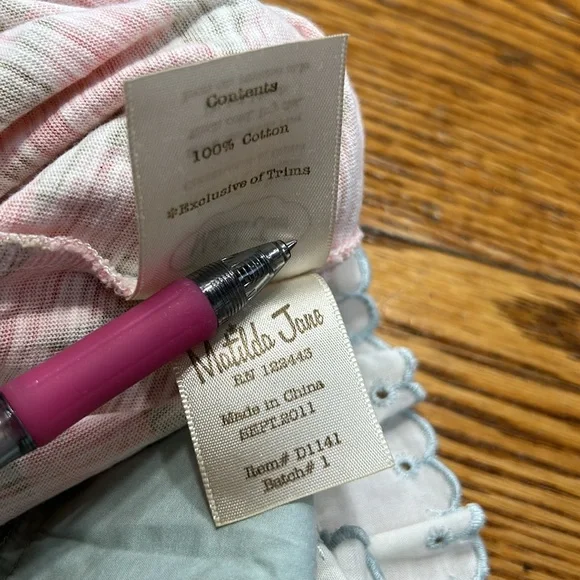 Contents
100% Cotton
*Exclusive of Trims
Matilda Jane
RN 122443
Made in China
SEPT.2011
Item# D1141
Batch# 1